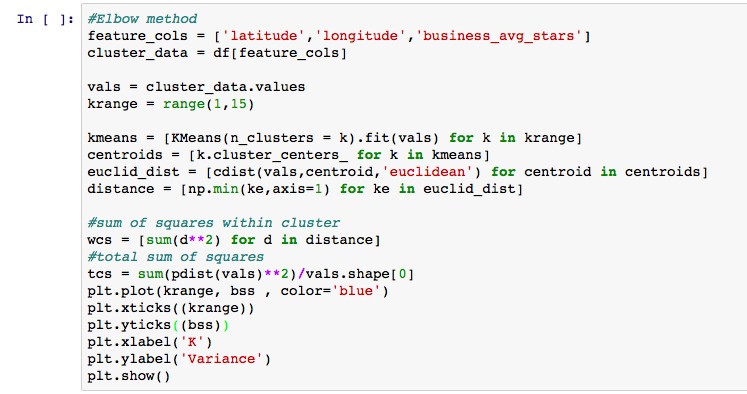 In [ ]: #Elbow method
feature_cols = ['latitude','longitude','business_avg_stars']
cluster_data = df[feature_cols]
vals = cluster_data.values
krange = range(1,15)
kmeans = [KMeans(n_clusters = k).fit(vals) for k in krange]
centroids = [k.cluster_centers_ for k in kmeans]
euclid_dist = [cdist(vals,centroid,'euclidean') for centroid in centroids]
distance = [np.min(ke,axis=1) for ke in euclid_dist]
#sum of squares within cluster
wcs = [sum(d**2) for d in distance]
#total sum of squares
tcs = sum(pdist(vals)**2)/vals.shape[0]
plt.plot(krange, bss , color='blue')
plt.xticks((krange))
plt.yticks((bss))
plt.xlabel('K')
plt.ylabel('Variance')
plt.show()